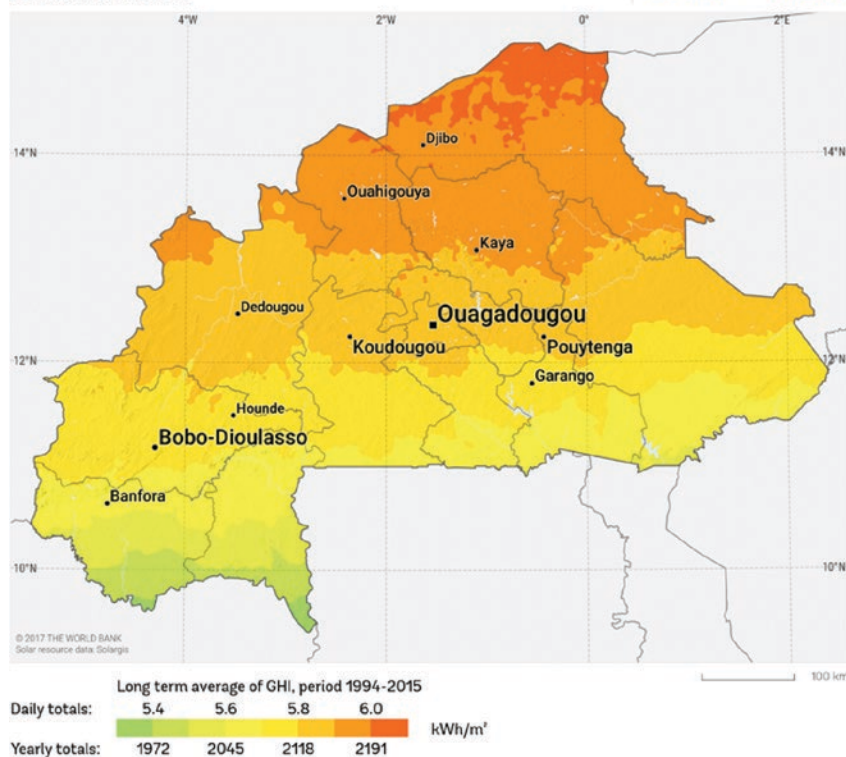 4°W 2°W 0° 2°E
Djibo
14°N 14°N
Ouahigouya
Kaya
Dedougou
Ouagadougou
Koudougou Pouytenga
12°N 12°N
Garango
Hounde
Bobo-Dioulasso
Banfora
10°N 10°N
© 2017 THE WORLD BANK
Solar resource data: Solargis
100 km
Long term average of GHI, period 1994-2015
Daily totals: 5.4 5.6 5.8 6.0
kWh/m²
Yearly totals: 1972 2045 2118 2191